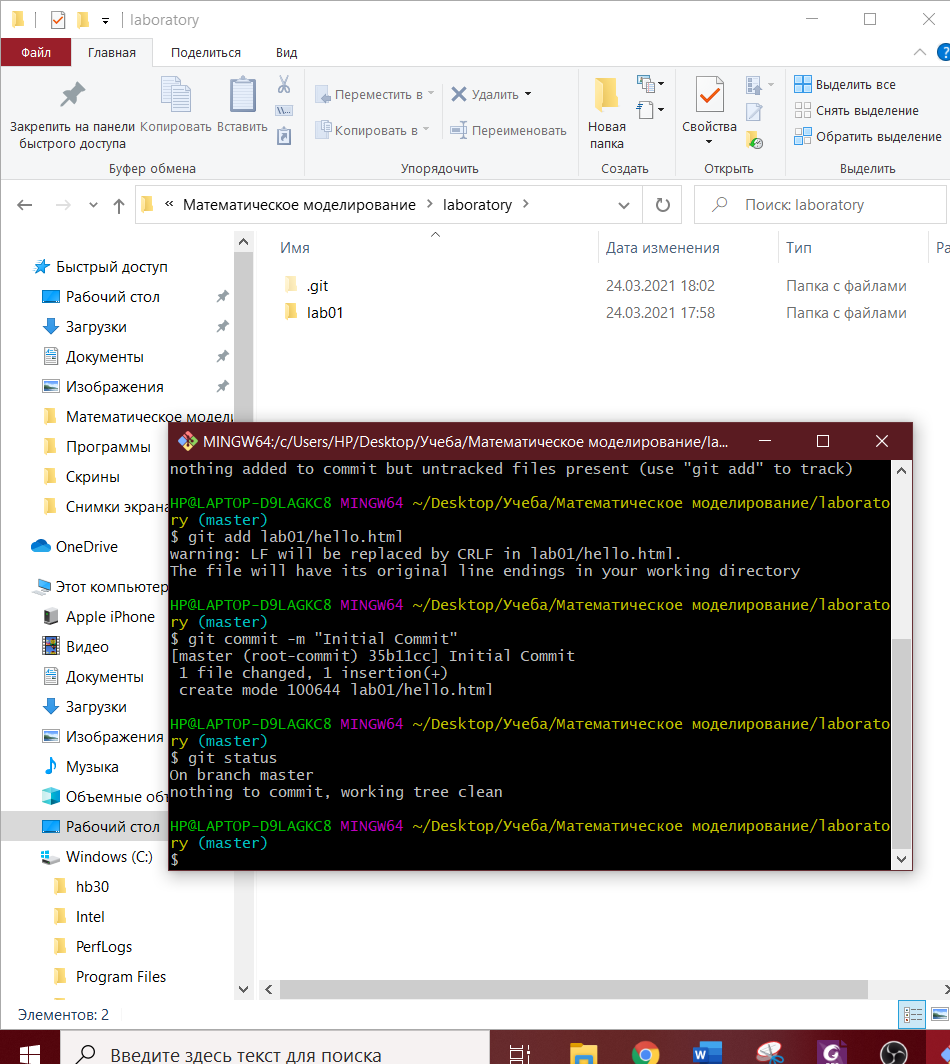 laboratory
Файл Главная Поделиться Вид
Закрепить на панели быстрого доступа
Копировать
Вставить
Буфер обмена
Переместить в
Копировать в
Удалить
Переименовать
Упорядочить
Новая папка
Создать
Свойства
Открыть
Выделить все
Снять выделение
Обратить выделение
Выделить
« Математическое моделирование > laboratory >
Поиск: laboratory
Имя Дата изменения Тип Ра
.git 24.03.2021 18:02 Папка с файлами
lab01 24.03.2021 17:58 Папка с файлами
Быстрый доступ
Рабочий стол
Загрузки
Документы
Изображения
Математическое модели
Программы
Скрины
Снимки экрана
OneDrive
Этот компьютер
Apple iPhone
Видео
Документы
Загрузки
Изображения
Музыка
Объемные об
Рабочий стол
Windows (C:)
hb30
Intel
PerfLogs
Program Files
MINGW64:/c/Users/HP/Desktop/Учеба/Математическое моделирование/la...
nothing added to commit but untracked files present (use "git add" to track)
HP@LAPTOP-D9LAGKC8 MINGW64 ~/Desktop/Учеба/Математическое моделирование/laborato
ry (master)
$ git add lab01/hello.html
warning: LF will be replaced by CRLF in lab01/hello.html.
The file will have its original line endings in your working directory
HP@LAPTOP-D9LAGKC8 MINGW64 ~/Desktop/Учеба/Математическое моделирование/laborato
ry (master)
$ git commit -m "Initial Commit"
[master (root-commit) 35b11cc] Initial Commit
1 file changed, 1 insertion(+)
create mode 100644 lab01/hello.html
HP@LAPTOP-D9LAGKC8 MINGW64 ~/Desktop/Учеба/Математическое моделирование/laborato
ry (master)
$ git status
On branch master
nothing to commit, working tree clean
HP@LAPTOP-D9LAGKC8 MINGW64 ~/Desktop/Учеба/Математическое моделирование/laborato
ry (master)
$
Элементов: 2
Введите здесь текст для поиска